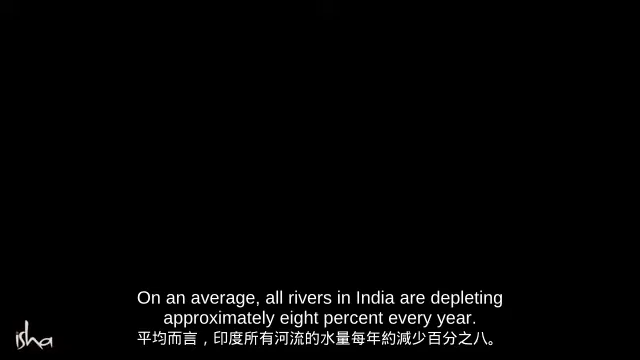 On an average, all rivers in India are depleting
approximately eight percent every year.
平均而言，印度所有河流的水量每年約減少百分之八。
isha